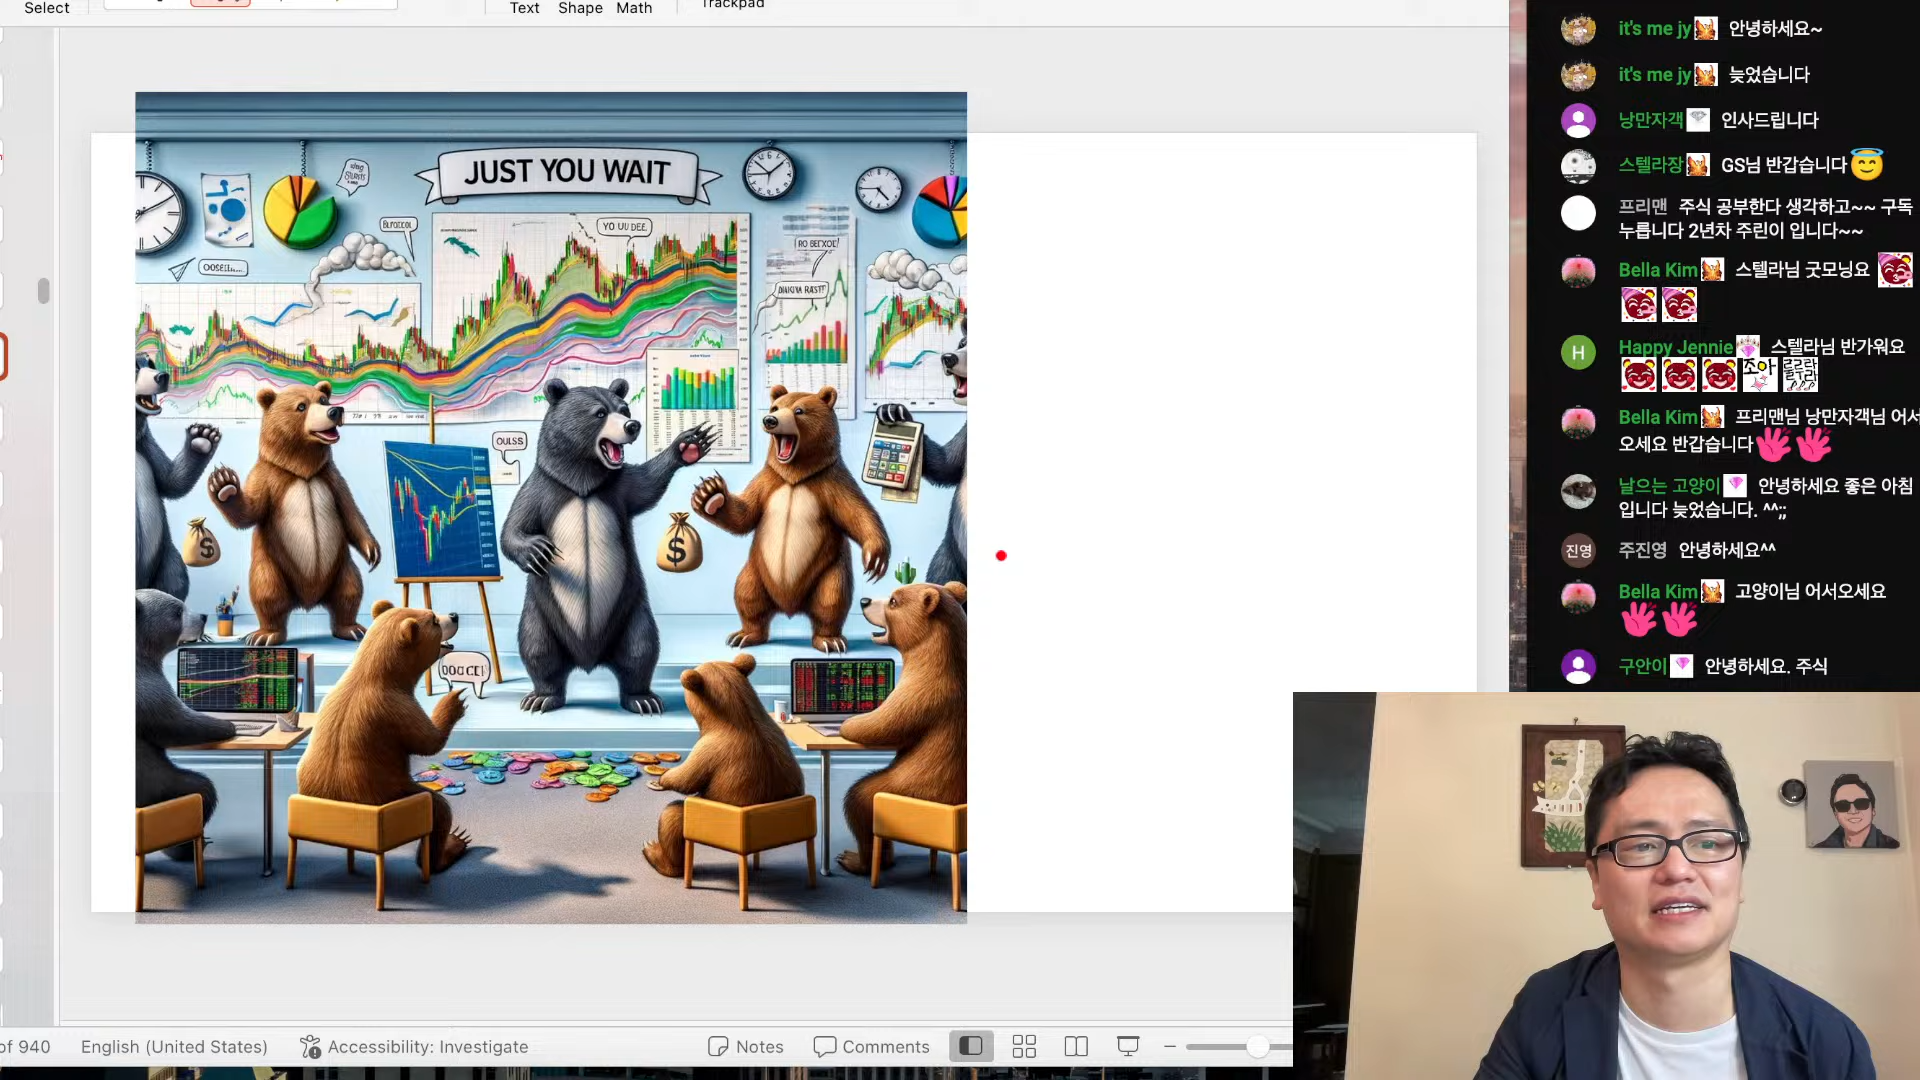 Select
Text Shape Math
Trackpad
JUST YOU WAIT
YO UU DEE.
OULSS
$
$
of 940
English (United States)
Accessibility: Investigate
Notes
Comments
it's me jy 안녕하세요~
it's me jy 늦었습니다
낭만자객 인사드립니다
스텔라장 GS님 반갑습니다
프리맨 주식 공부한다 생각하고~~ 구독
누릅니다 2년차 주린이 입니다~~
Bella Kim 스텔라님 굿모닝요
H
Happy Jennie 스텔라님 반가워요
Bella Kim 프리맨님 낭만자객님 어서
오세요 반갑습니다
날으는 고양이 안녕하세요 좋은 아침
입니다 늦었습니다. ^^;;
진영 주진영 안녕하세요^^
Bella Kim 고양이님 어서오세요
구안이 안녕하세요. 주식